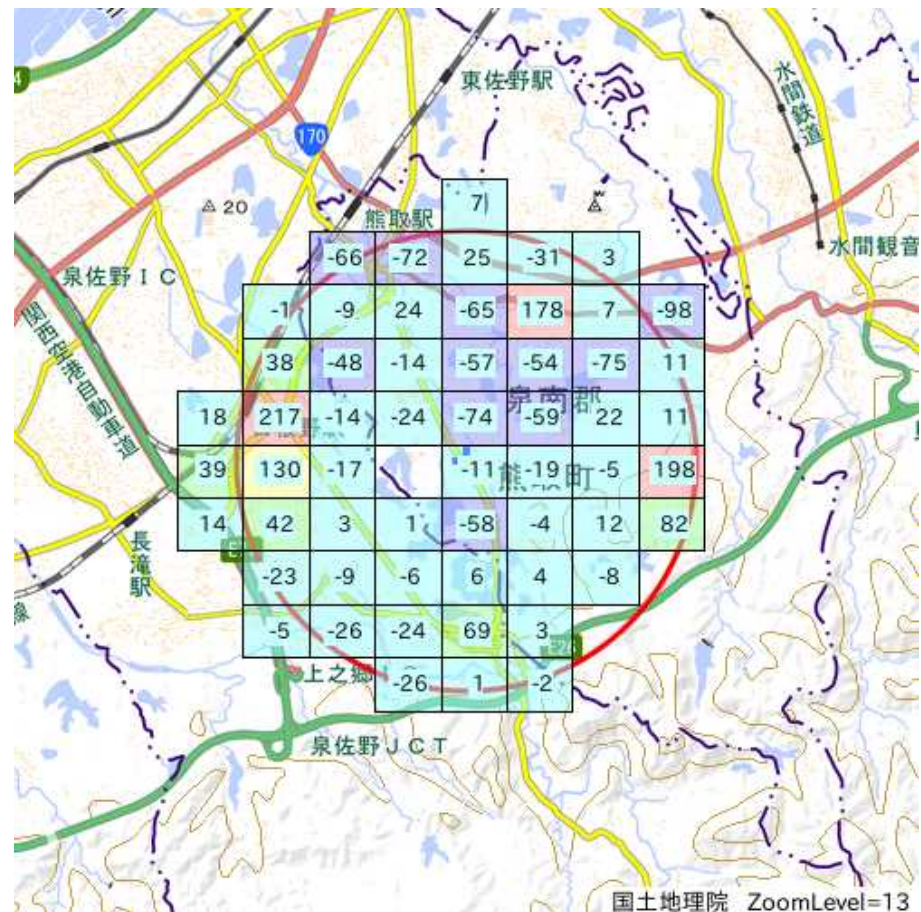 4
東佐野駅
水間鉄道
170
20
7
熊取駅
水間観音
-66 -72 25 -31 3
泉佐野IC
-1 -9 24 -65 178 7 -98
関西空港自動車道
38 -48 -14 -57 -54 -75 11
泉南郡
18 217 -14 -24 -74 -59 22 11
39 130 -17 -11 -19 -5 198
14 42 3 1 -58 -4 12 82
長滝駅
-23 -9 -6 6 4 -8
線
-5 -26 -24 69 3
上之郷
-26 1 -2
泉佐野JCT
国土地理院 ZoomLevel=13